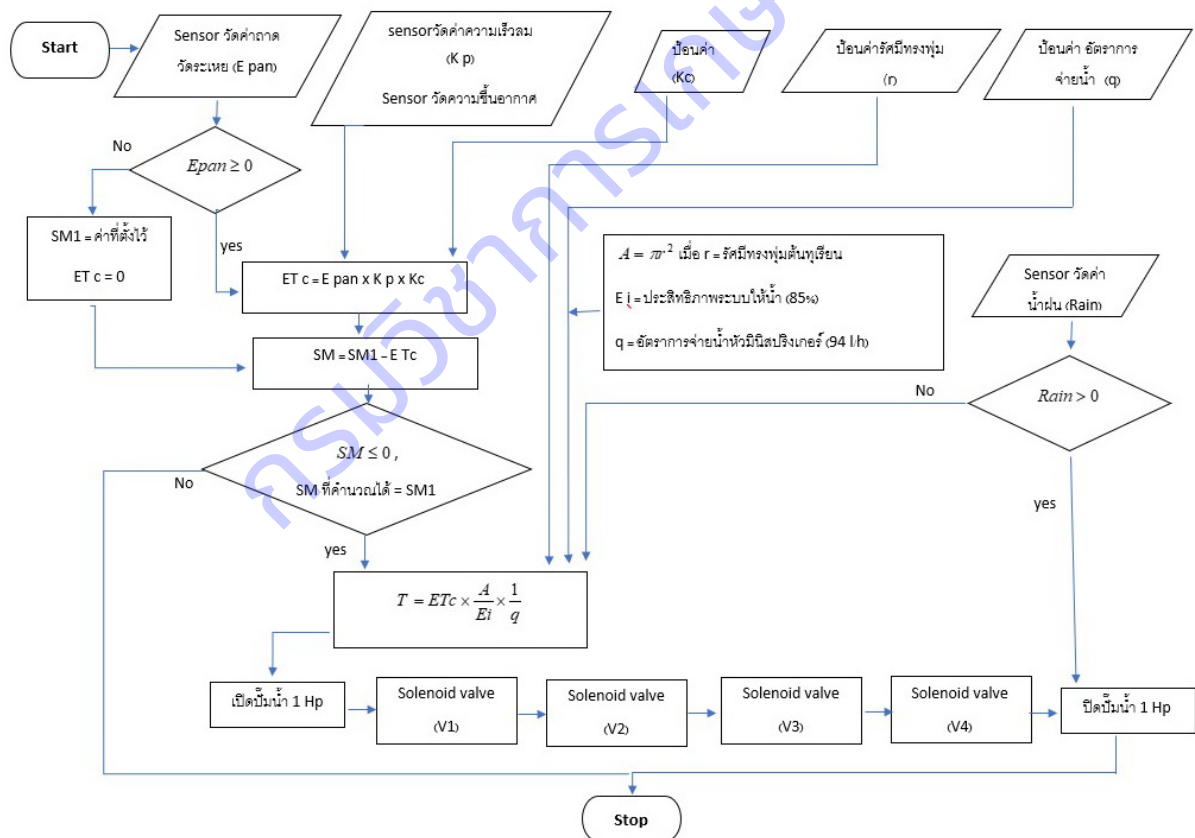 Start
Sensor วัดค่าถาด
วัดระเหย (E pan)
sensorวัดค่าความเร็วลม
(K p)
Sensor วัดความชื้นอากาศ
ป้อนค่า
(Kc)
ป้อนค่ารัศมีทรงพุ่ม
(r)
ป้อนค่า อัตราการ
จ่ายน้ำ (q)
No
Epan ≥ 0
yes
SM1 = ค่าที่ตั้งไว้
ET c = 0
ET c = E pan x K p x Kc
SM = SM1 – E Tc
A = πr² เมื่อ r = รัศมีทรงพุ่มต้นทุเรียน
E i = ประสิทธิภาพระบบให้น้ำ (85%)
q = อัตราการจ่ายน้ำหัวมินิสปริงเกอร์ (94 l/h)
Sensor วัดค่า
น้ำฝน (Rain)
No
Rain > 0
yes
SM ≤ 0 ,
SM ที่คำนวณได้ = SM1
No
yes
T = ETc × A/Ei × 1/q
เปิดปั๊มน้ำ 1 Hp
Solenoid valve
(V1)
Solenoid valve
(V2)
Solenoid valve
(V3)
Solenoid valve
(V4)
ปิดปั๊มน้ำ 1 Hp
Stop
กรมวิชาการเกษ